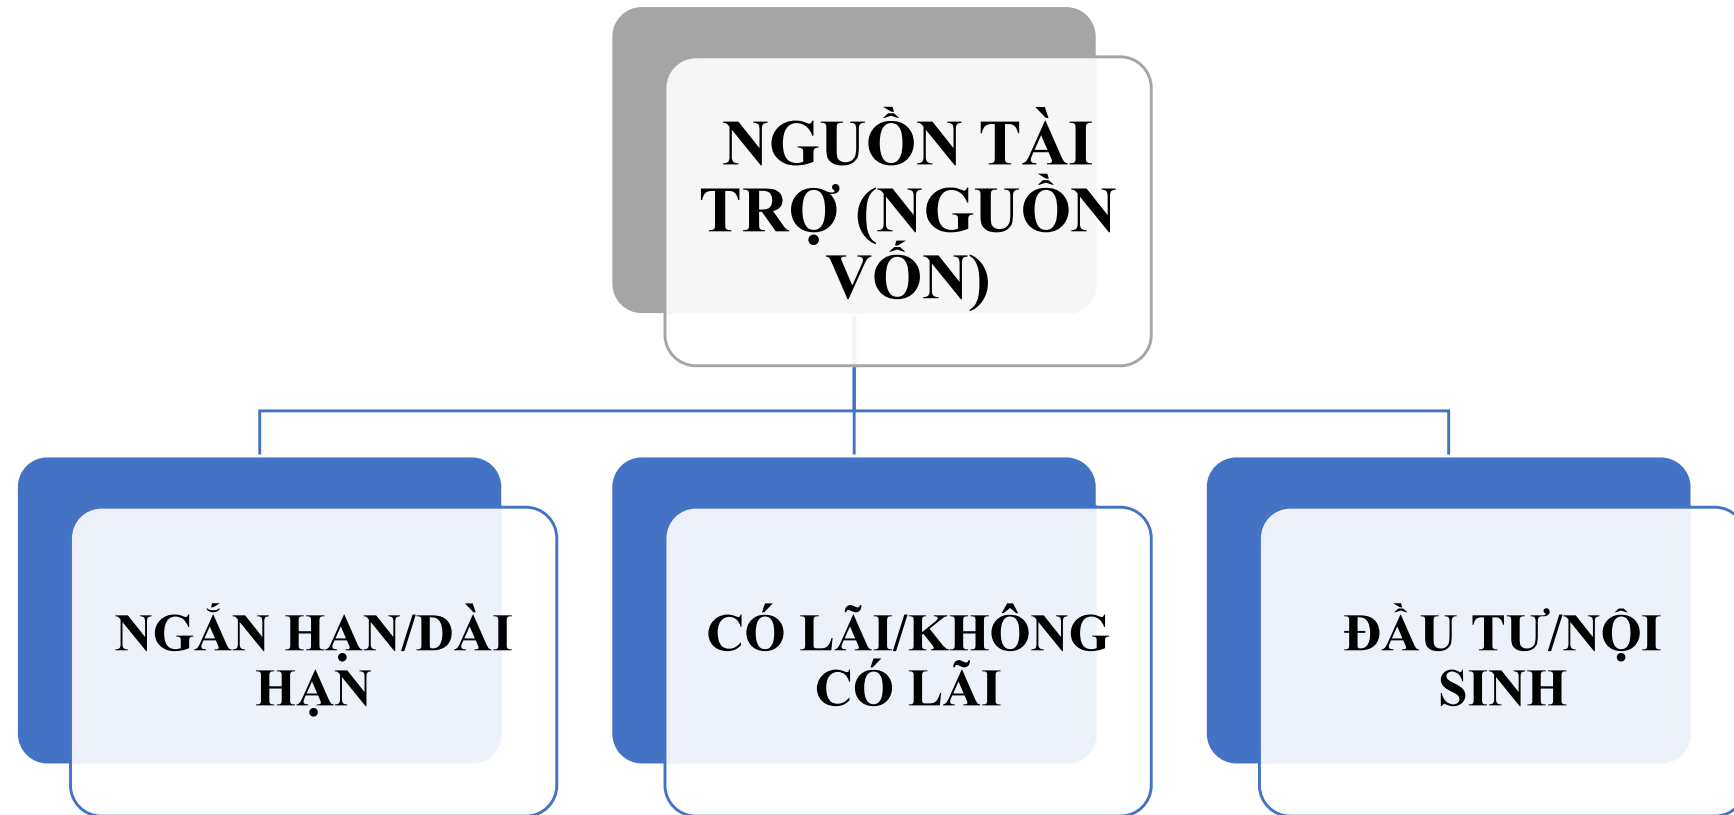 NGUỒN TÀI
TRỢ (NGUỒN
VỐN)
NGẮN HẠN/DÀI
HẠN
CÓ LÃI/KHÔNG
CÓ LÃI
ĐẦU TƯ/NỘI
SINH